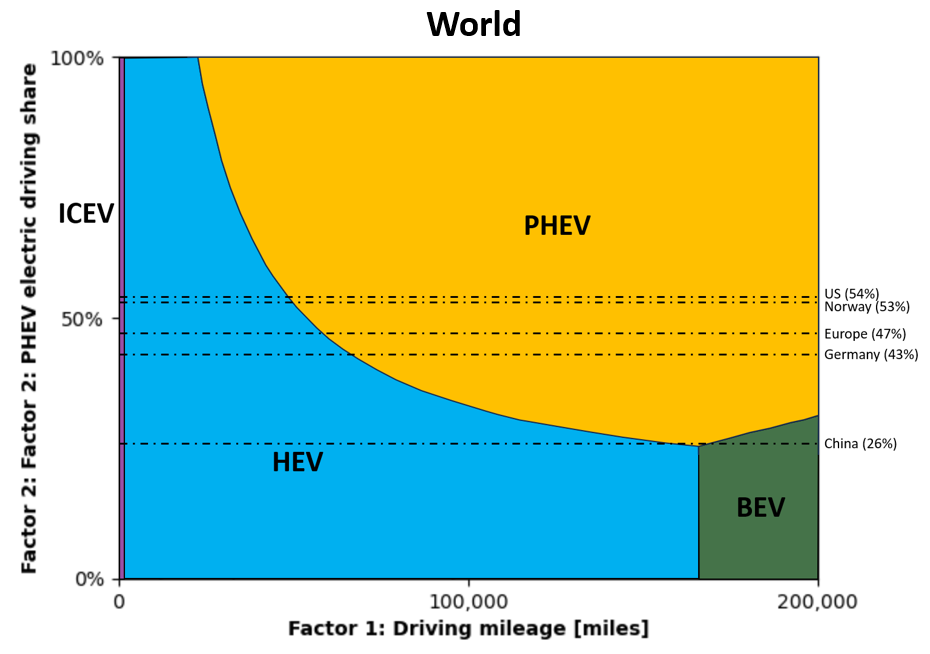 World
100%
50%
0%
Factor 2: Factor 2: PHEV electric driving share
ICEV
PHEV
HEV
BEV
US (54%)
Norway (53%)
Europe (47%)
Germany (43%)
China (26%)
0
100,000
200,000
Factor 1: Driving mileage [miles]